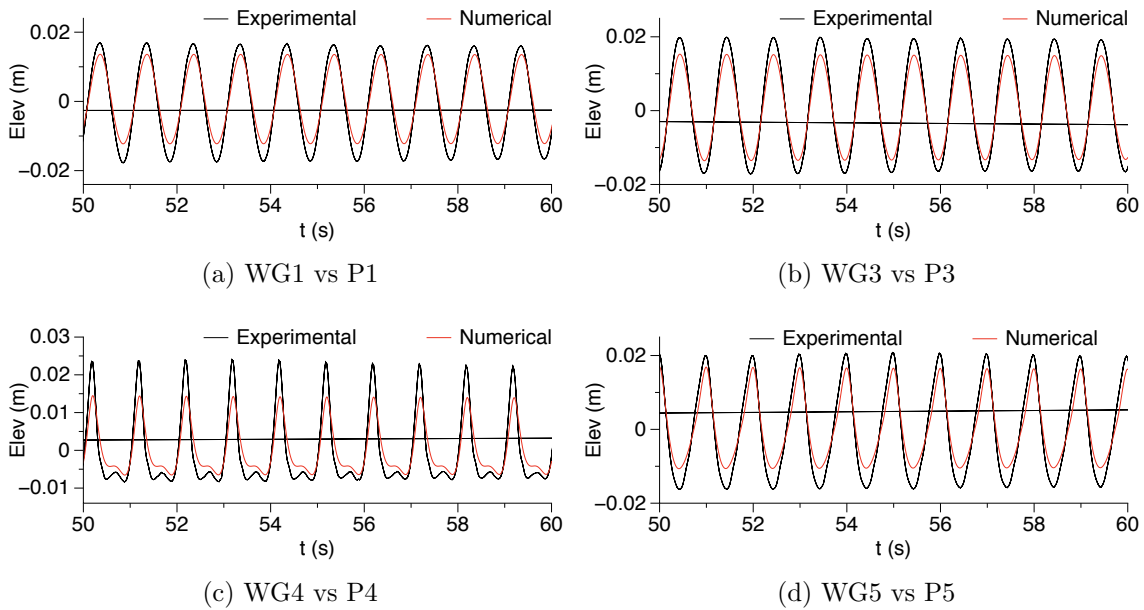 Experimental Numerical
0.02
0
−0.02
Elev (m)
50 52 54 56 58 60
t (s)
(a) WG1 vs P1
Experimental Numerical
0.02
0
−0.02
Elev (m)
50 52 54 56 58 60
t (s)
(b) WG3 vs P3
Experimental Numerical
0.03
0.02
0.01
0
−0.01
Elev (m)
50 52 54 56 58 60
t (s)
(c) WG4 vs P4
Experimental Numerical
0.02
0
−0.02
Elev (m)
50 52 54 56 58 60
t (s)
(d) WG5 vs P5